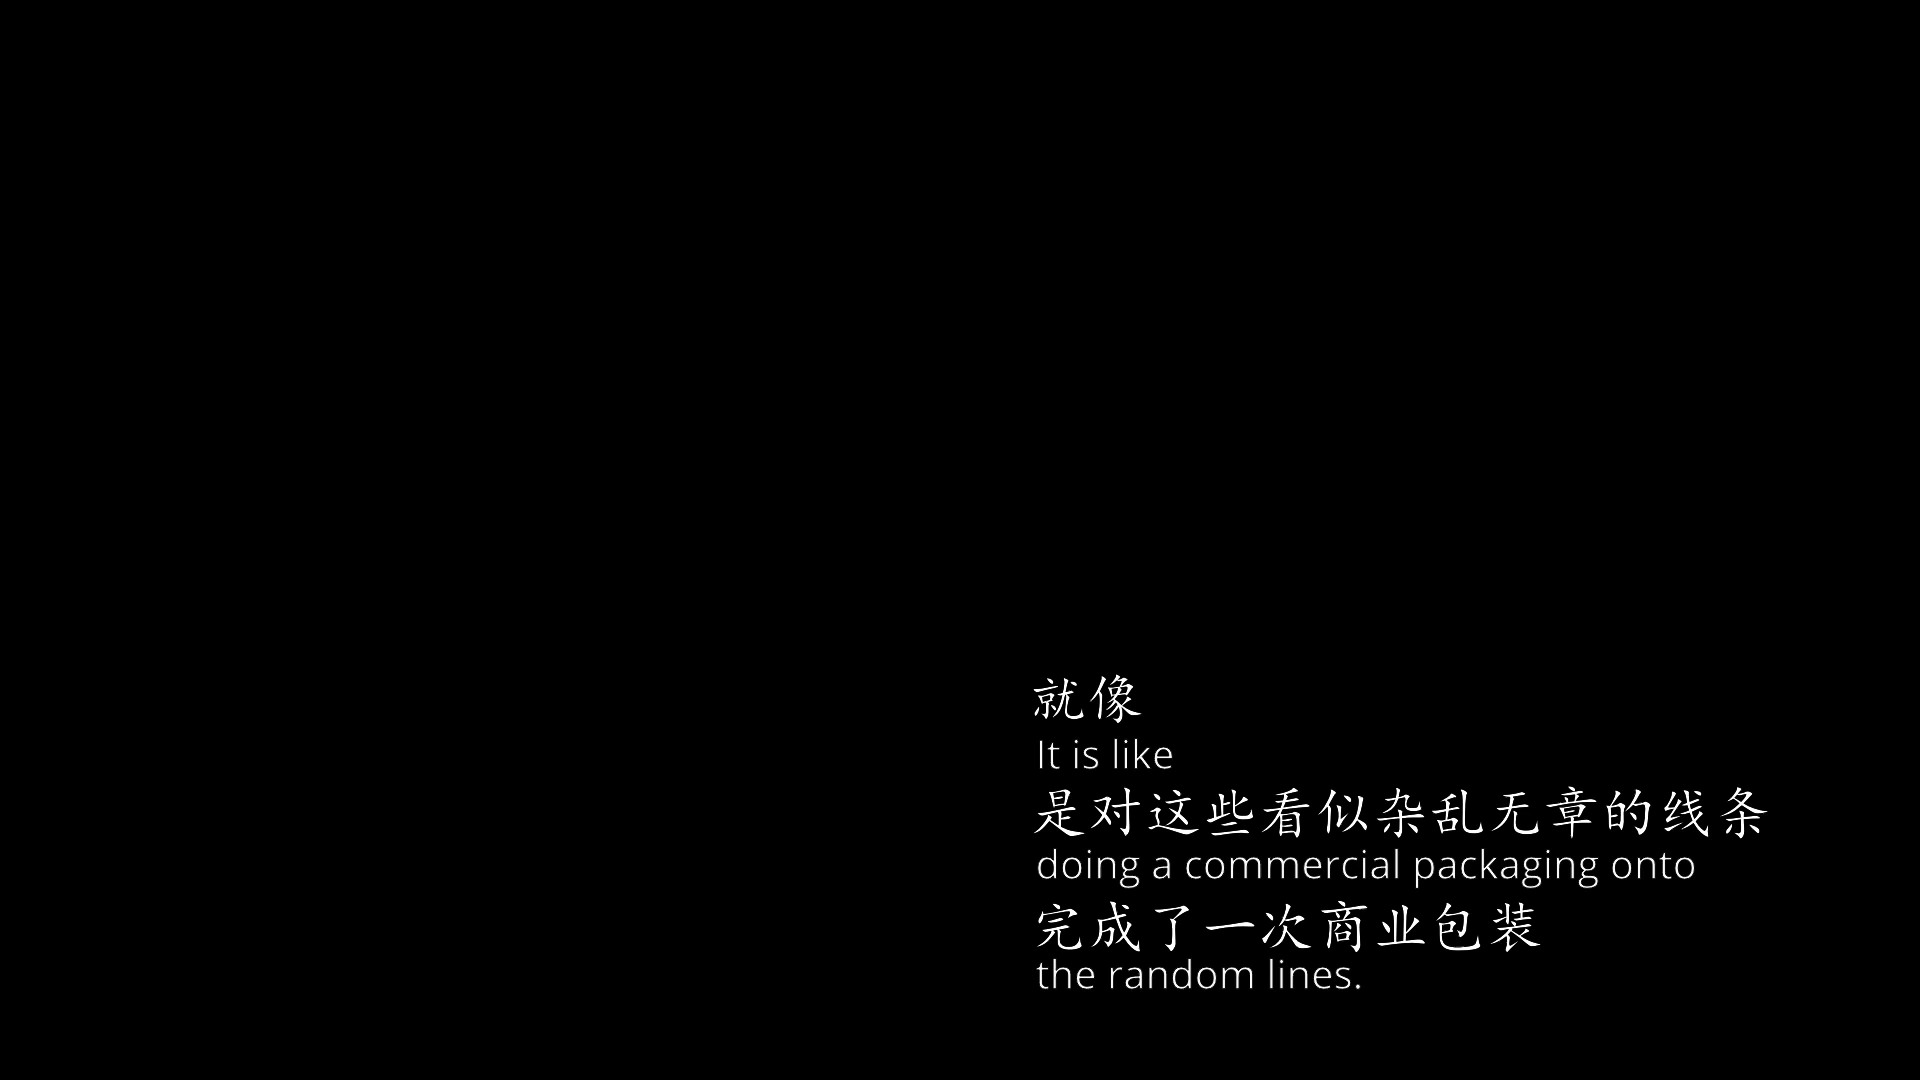 就像
It is like
是对这些看似杂乱无章的线条
doing a commercial packaging onto
完成了一次商业包装
the random lines.